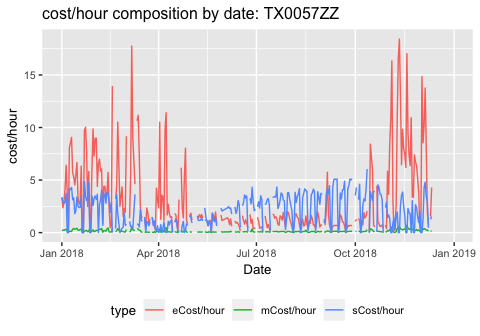 cost/hour composition by date: TX0057ZZ
cost/hour
15
10
5
0
Jan 2018 Apr 2018 Jul 2018 Oct 2018 Jan 2019
Date
type eCost/hour mCost/hour sCost/hour